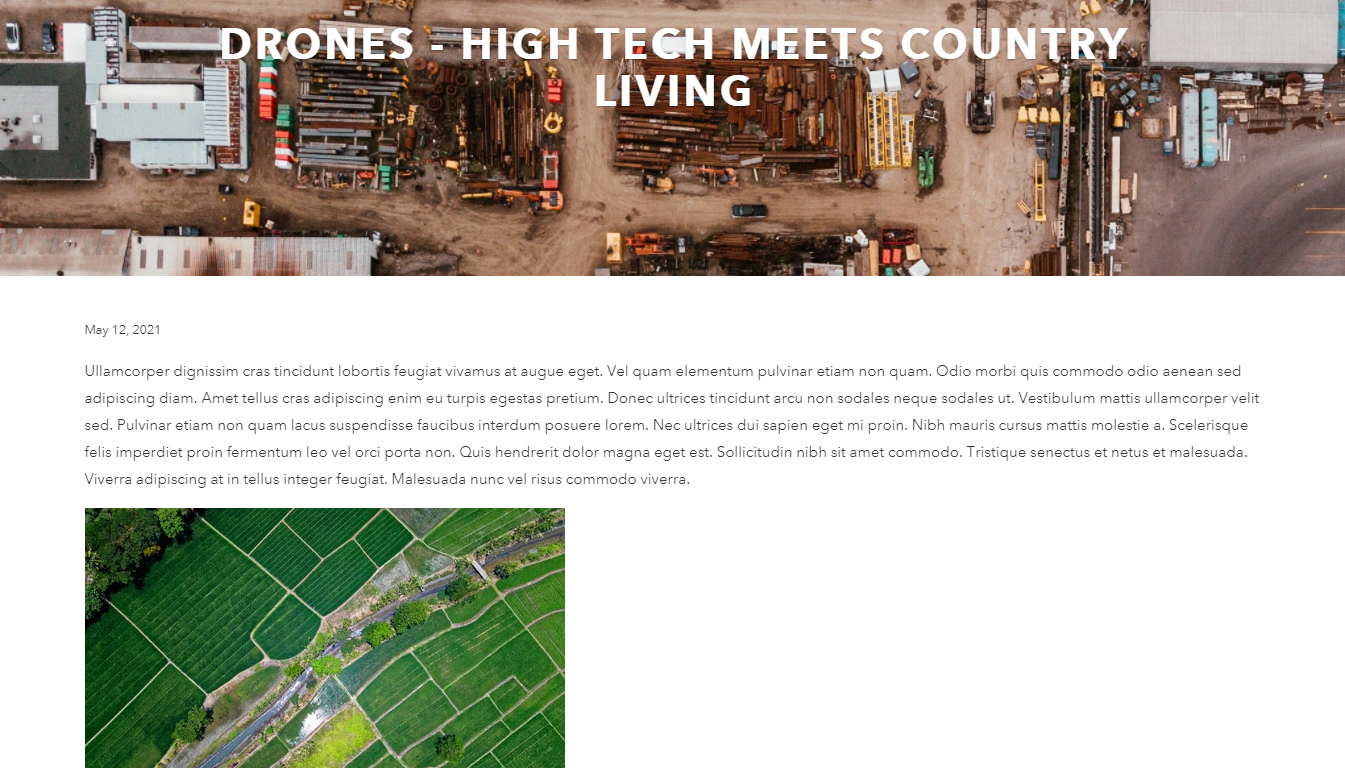 DRONES - HIGH TECH MEETS COUNTRY
LIVING
May 12, 2021
Ullamcorper dignissim cras tincidunt lobortis feugiat vivamus at augue eget. Vel quam elementum pulvinar etiam non quam. Odio morbi quis commodo odio aenean sed
adipiscing diam. Amet tellus cras adipiscing enim eu turpis egestas pretium. Donec ultrices tincidunt arcu non sodales neque sodales ut. Vestibulum mattis ullamcorper velit
sed. Pulvinar etiam non quam lacus suspendisse faucibus interdum posuere lorem. Nec ultrices dui sapien eget mi proin. Nibh mauris cursus mattis molestie a. Scelerisque
felis imperdiet proin fermentum leo vel orci porta non. Quis hendrerit dolor magna eget est. Sollicitudin nibh sit amet commodo. Tristique senectus et netus et malesuada.
Viverra adipiscing at in tellus integer feugiat. Malesuada nunc vel risus commodo viverra.